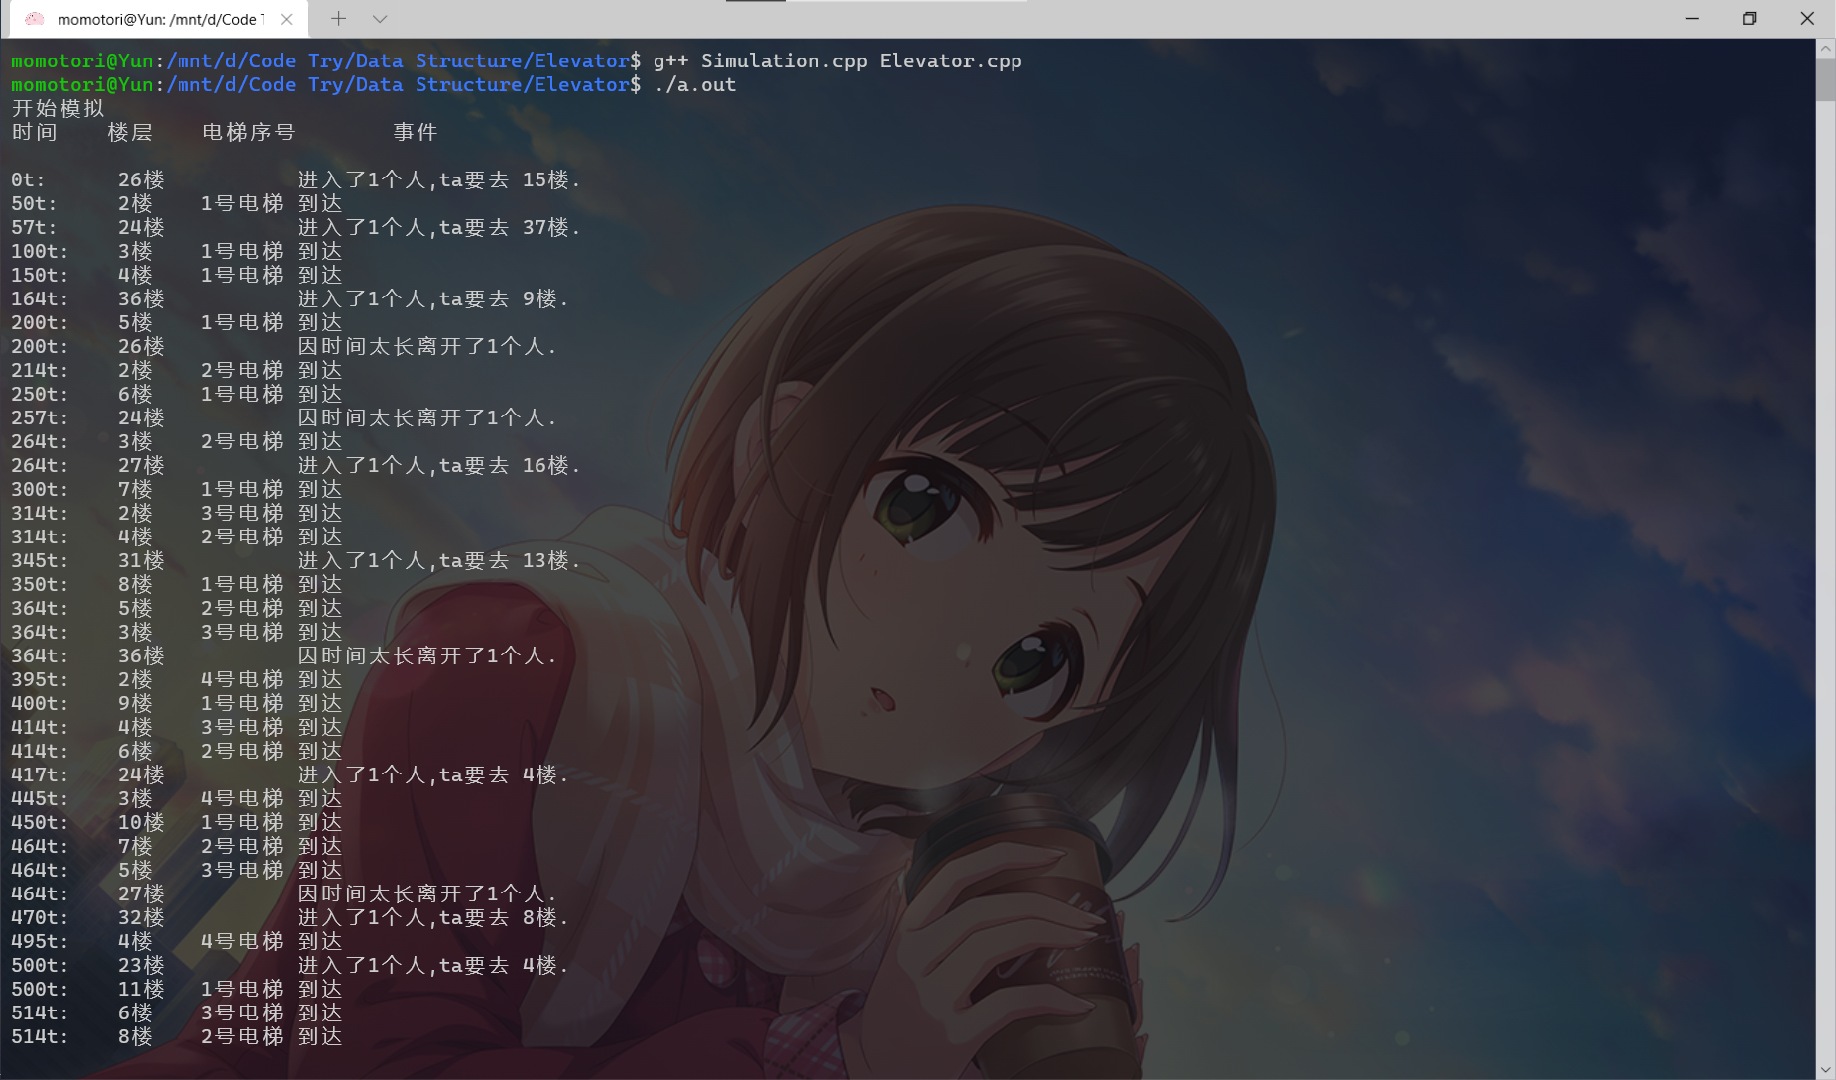 momotori@Yun: /mnt/d/Code T
momotori@Yun:/mnt/d/Code Try/Data Structure/Elevator$ g++ Simulation.cpp Elevator.cpp
momotori@Yun:/mnt/d/Code Try/Data Structure/Elevator$ ./a.out
开始模拟
时间 楼层 电梯序号 事件
0t: 26楼 进入了1个人,ta要去 15楼.
50t: 2楼 1号电梯 到达
57t: 24楼 进入了1个人,ta要去 37楼.
100t: 3楼 1号电梯 到达
150t: 4楼 1号电梯 到达
164t: 36楼 进入了1个人,ta要去 9楼.
200t: 5楼 1号电梯 到达
200t: 26楼 因时间太长离开了1个人.
214t: 2楼 2号电梯 到达
250t: 6楼 1号电梯 到达
257t: 24楼 因时间太长离开了1个人.
264t: 3楼 2号电梯 到达
264t: 27楼 进入了1个人,ta要去 16楼.
300t: 7楼 1号电梯 到达
314t: 2楼 3号电梯 到达
314t: 4楼 2号电梯 到达
345t: 31楼 进入了1个人,ta要去 13楼.
350t: 8楼 1号电梯 到达
364t: 5楼 2号电梯 到达
364t: 3楼 3号电梯 到达
364t: 36楼 因时间太长离开了1个人.
395t: 2楼 4号电梯 到达
400t: 9楼 1号电梯 到达
414t: 4楼 3号电梯 到达
414t: 6楼 2号电梯 到达
417t: 24楼 进入了1个人,ta要去 4楼.
445t: 3楼 4号电梯 到达
450t: 10楼 1号电梯 到达
464t: 7楼 2号电梯 到达
464t: 5楼 3号电梯 到达
464t: 27楼 因时间太长离开了1个人.
470t: 32楼 进入了1个人,ta要去 8楼.
495t: 4楼 4号电梯 到达
500t: 23楼 进入了1个人,ta要去 4楼.
500t: 11楼 1号电梯 到达
514t: 6楼 3号电梯 到达
514t: 8楼 2号电梯 到达